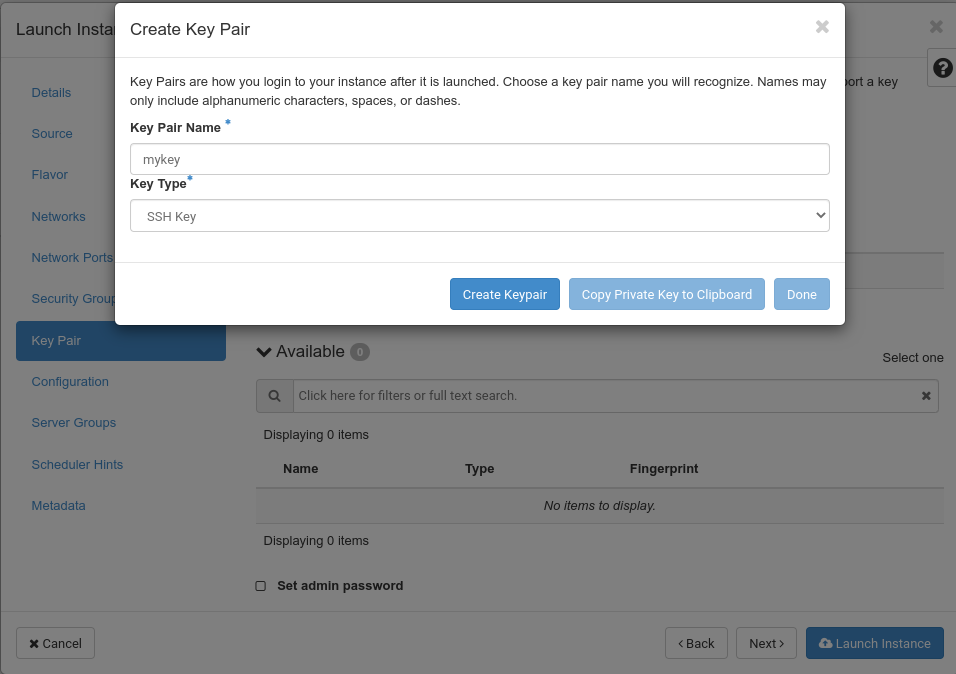 Launch Insta
Create Key Pair
Key Pairs are how you login to your instance after it is launched. Choose a key pair name you will recognize. Names may
only include alphanumeric characters, spaces, or dashes.
ort a key
Key Pair Name *
mykey
Key Type*
SSH Key
Create Keypair
Copy Private Key to Clipboard
Done
Details
Source
Flavor
Networks
Network Ports
Security Group
Key Pair
Configuration
Server Groups
Scheduler Hints
Metadata
Available 0
Select one
Click here for filters or full text search.
Displaying 0 items
Name Type Fingerprint
No items to display.
Displaying 0 items
Set admin password
Cancel
< Back
Next >
Launch Instance